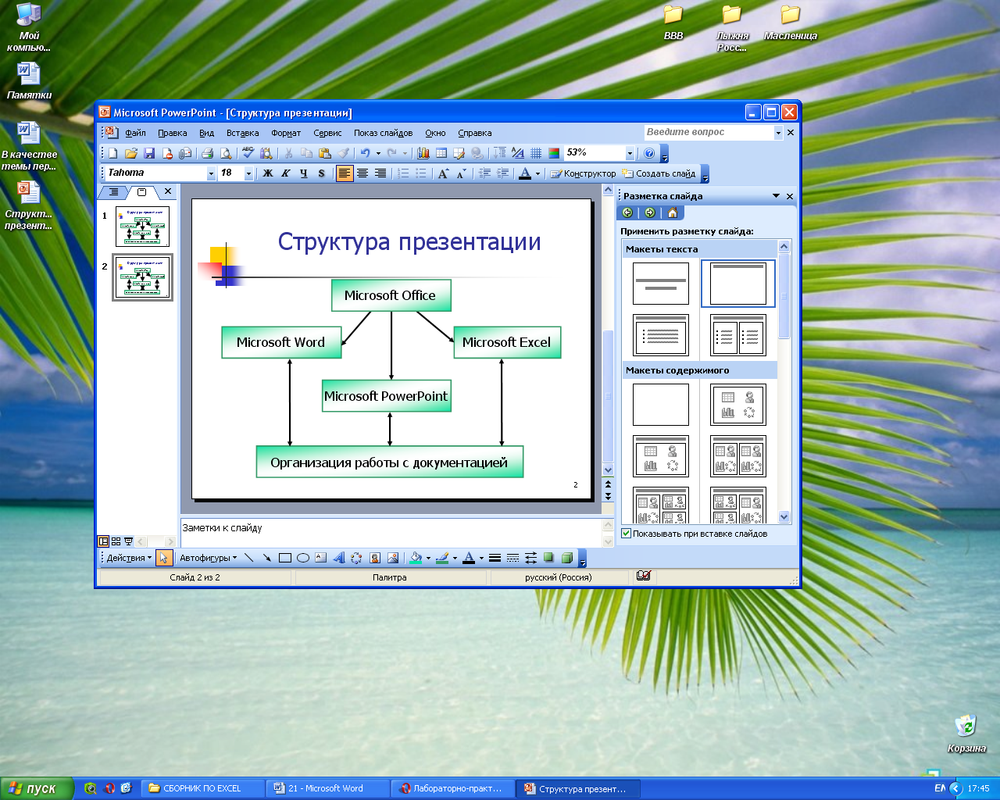 Мой
компью...
Памятки
В качестве
темы пер...
Структ...
презент...
ВВВ
Лыжня
Росс...
Масленица
Microsoft PowerPoint - [Структура презентации]
Файл Правка Вид Вставка Формат Сервис Показ слайдов Окно Справка
Введите вопрос
53%
Tahoma 18 Ж К Ч S
Конструктор Создать слайд
1
2
Структура презентации
Microsoft Office
Microsoft Word
Microsoft Excel
Microsoft PowerPoint
Организация работы с документацией
2
Разметка слайда
Применить разметку слайда:
Макеты текста
Макеты содержимого
Показывать при вставке слайдов
Заметки к слайду
Действия Автофигуры
Слайд 2 из 2 Палитра русский (Россия)
Корзина
пуск
СБОРНИК ПО EXCEL
21 - Microsoft Word
Лабораторно-практ...
Структура презент...
EN
17:45